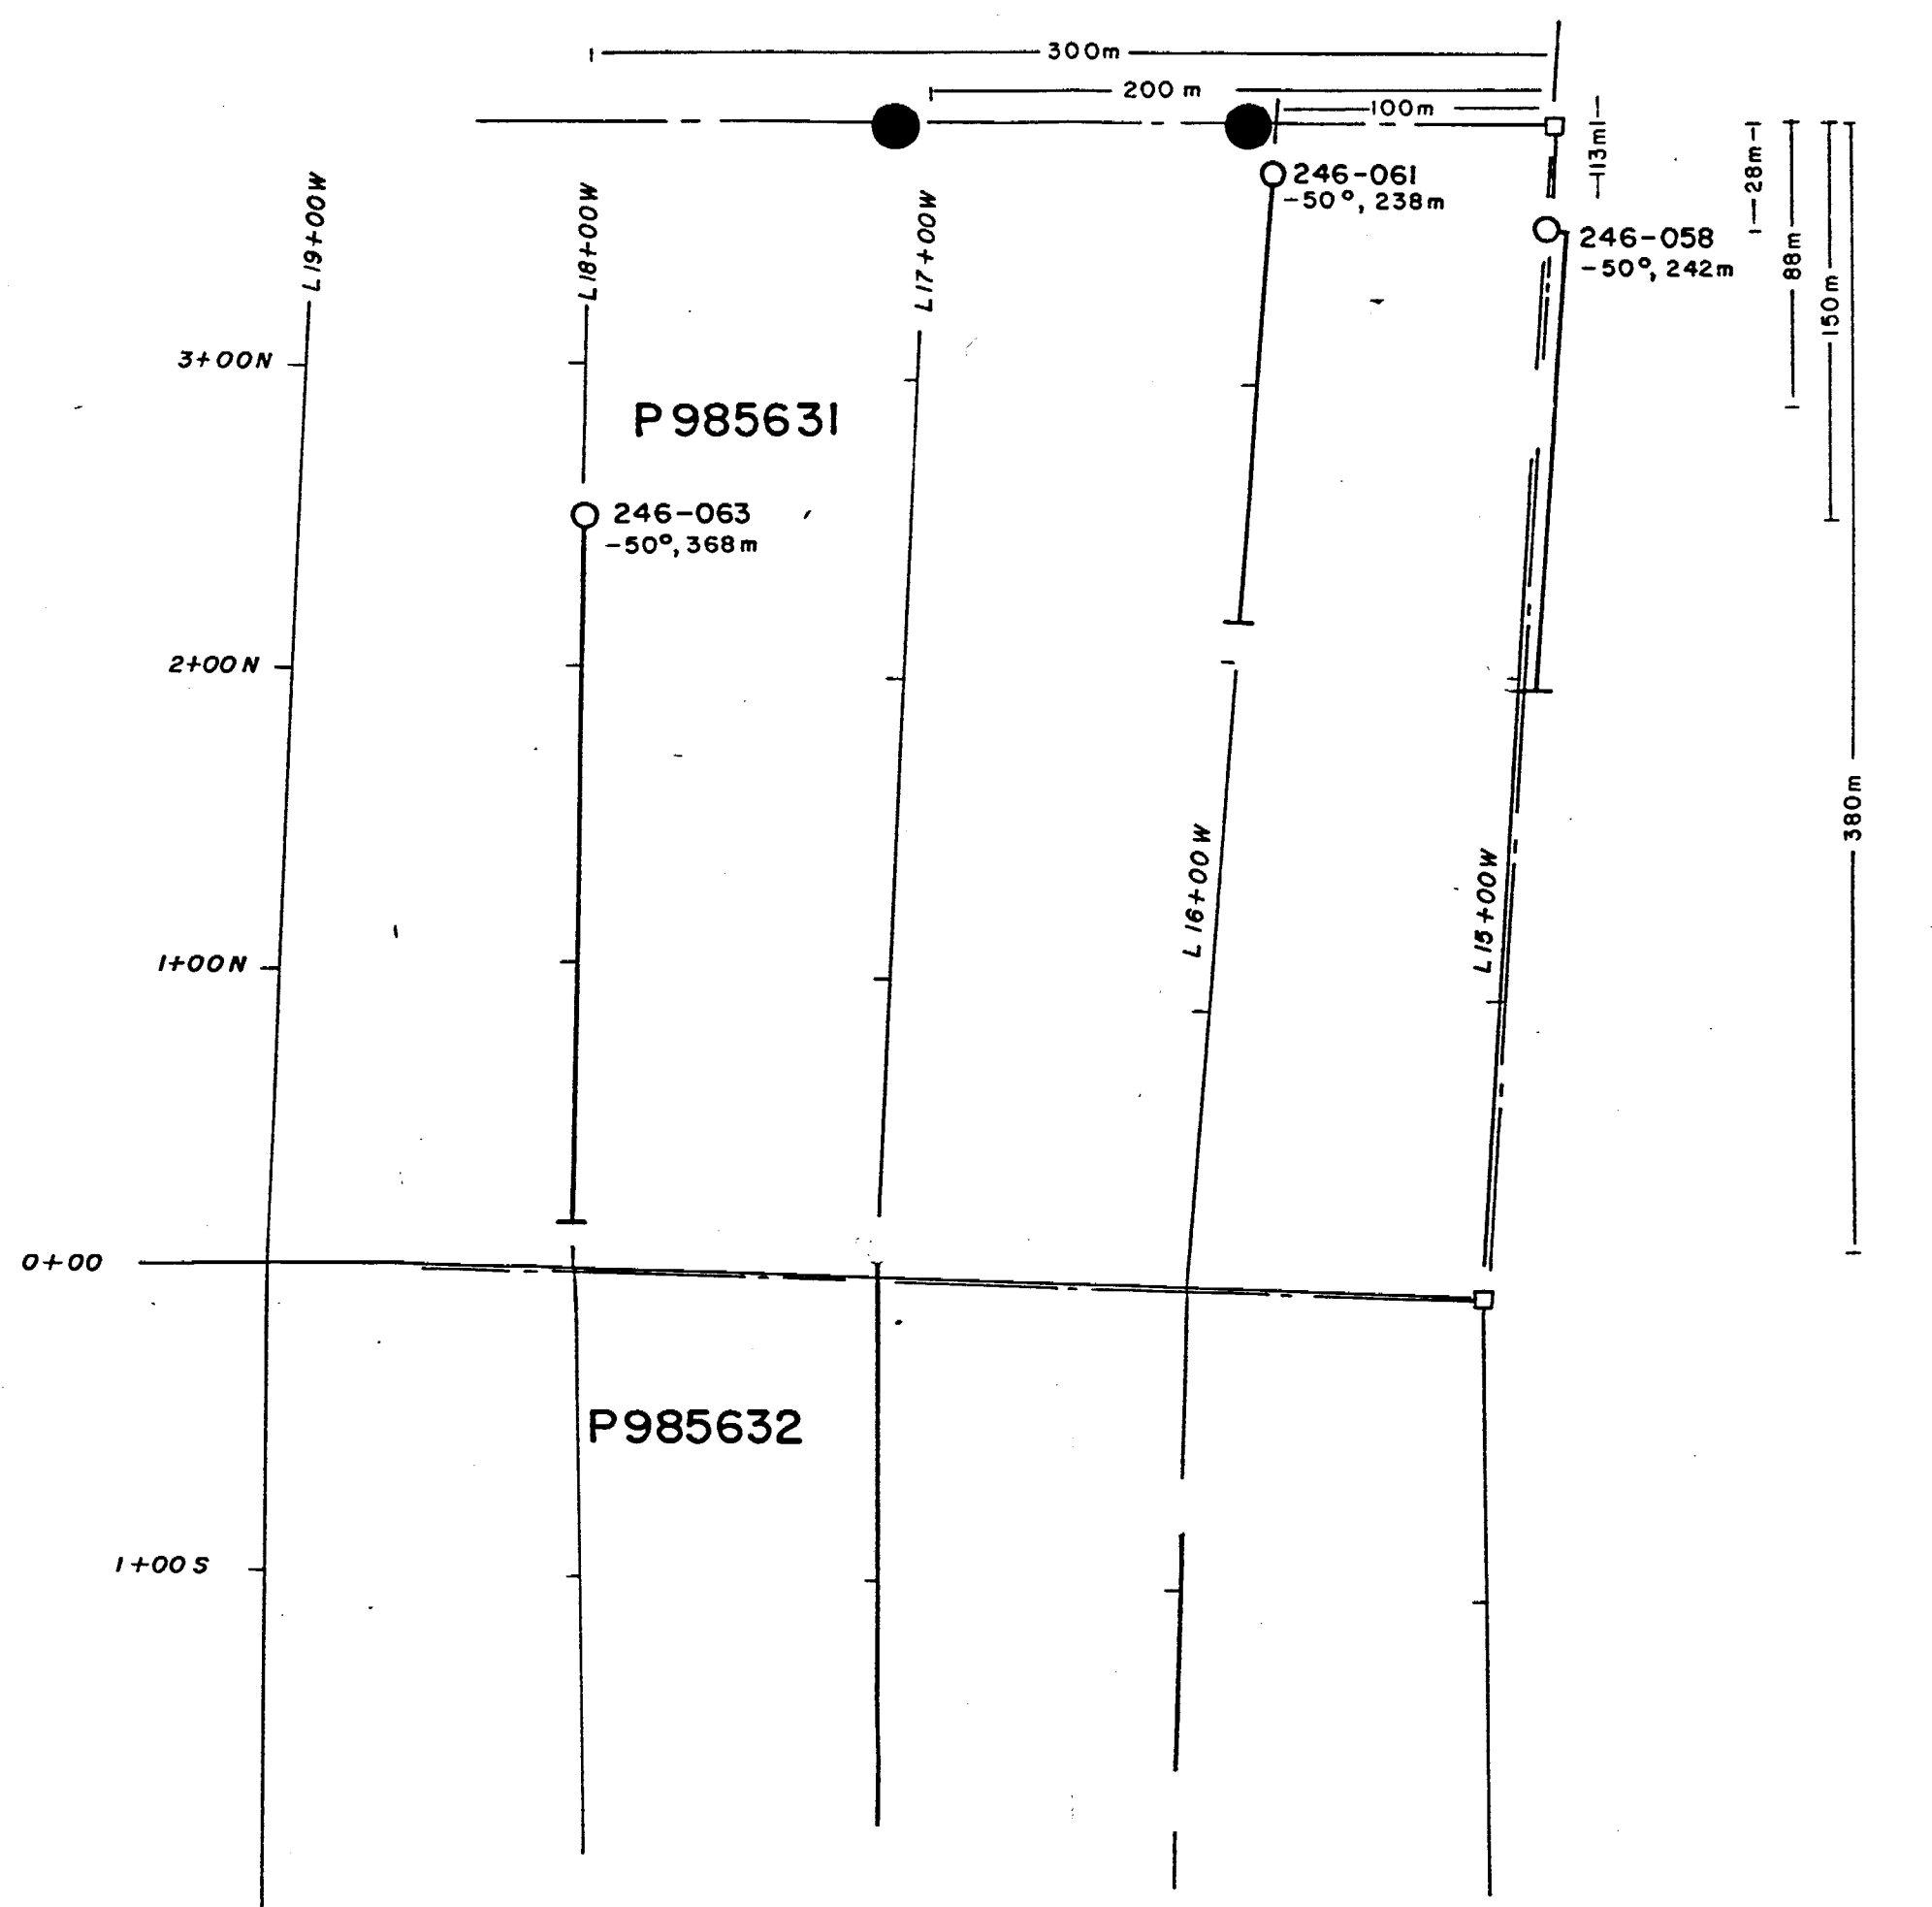 300m
200 m
100m
13m
28m
88m
150m
380m
246-061
-50°, 238m
246-058
-50°, 242m
L19+00W
L18+00W
L17+00W
3+00N
P985631
246-063
-50°, 368m
2+00N
L16+00W
L15+00W
1+00N
0+00
P985632
1+00S